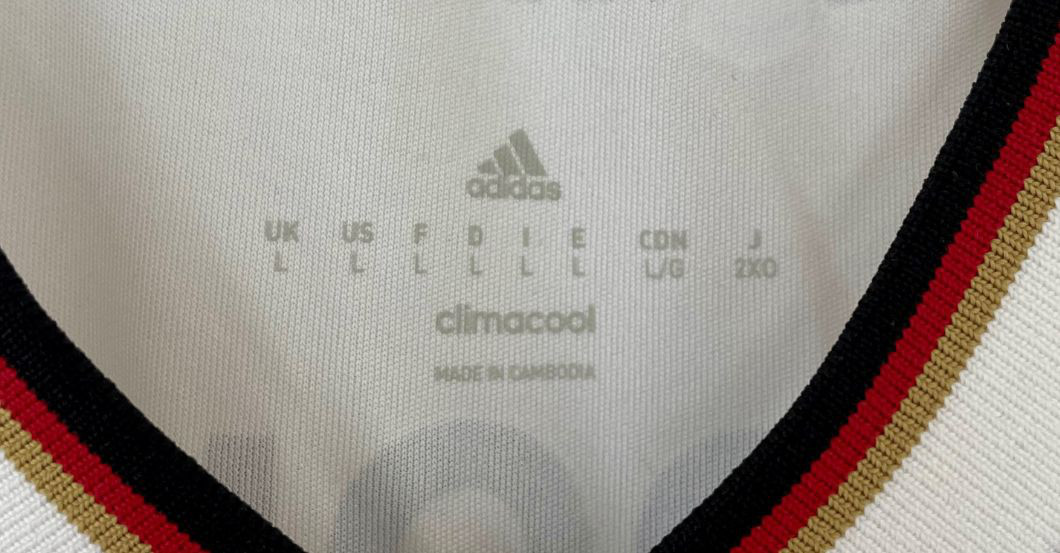 adidas
UK US F D I E CDN J
L L L L L L L/G 2XO
climacool
MADE IN CAMBODIA